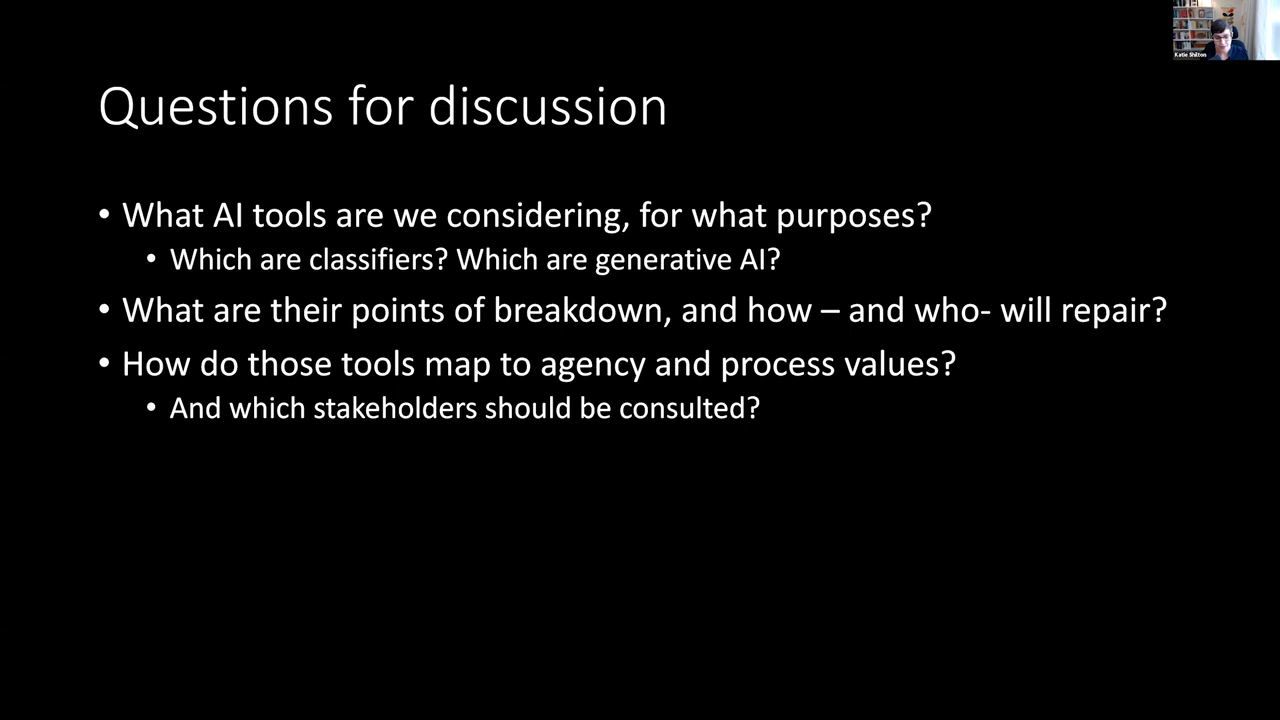 Katie Shilton
Questions for discussion
• What AI tools are we considering, for what purposes?
• Which are classifiers? Which are generative AI?
• What are their points of breakdown, and how – and who- will repair?
• How do those tools map to agency and process values?
• And which stakeholders should be consulted?